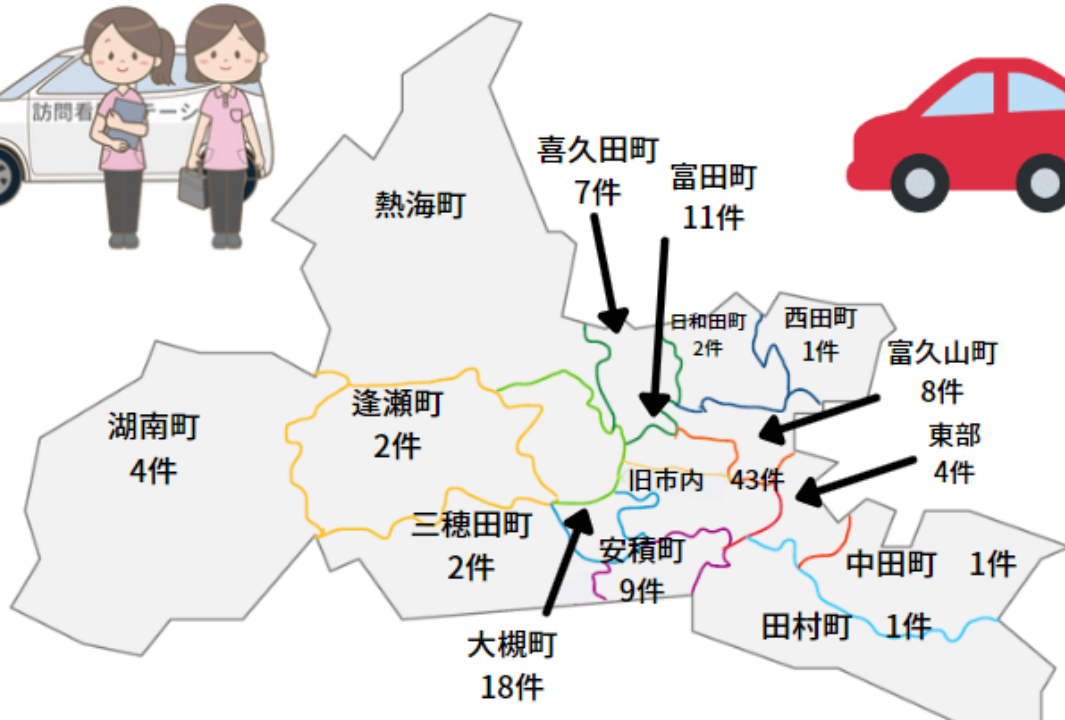 訪問看
テーシ
喜久田町
7件
富田町
11件
熱海町
日和田町
2件
西田町
1件
富久山町
8件
東部
4件
湖南町
4件
逢瀬町
2件
旧市内 43件
三穂田町
2件
安積町
9件
中田町 1件
田村町 1件
大槻町
18件